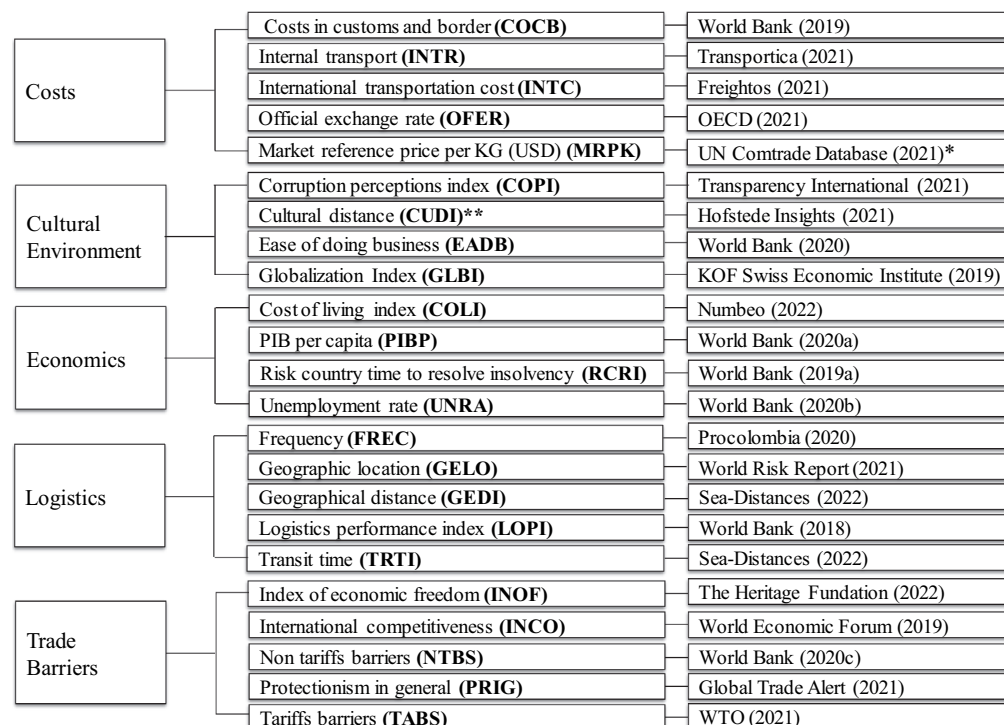 Costs
Costs in customs and border (COCB)
World Bank (2019)
Internal transport (INTR)
Transportica (2021)
International transportation cost (INTC)
Freightos (2021)
Official exchange rate (OFER)
OECD (2021)
Market reference price per KG (USD) (MRPK)
UN Comtrade Database (2021)*
Cultural
Environment
Corruption perceptions index (COPI)
Transparency International (2021)
Cultural distance (CUDI)**
Hofstede Insights (2021)
Ease of doing business (EADB)
World Bank (2020)
Globalization Index (GLBI)
KOF Swiss Economic Institute (2019)
Economics
Cost of living index (COLI)
Numbeo (2022)
PIB per capita (PIBP)
World Bank (2020a)
Risk country time to resolve insolvency (RCRI)
World Bank (2019a)
Unemployment rate (UNRA)
World Bank (2020b)
Logistics
Frequency (FREC)
Procolombia (2020)
Geographic location (GELO)
World Risk Report (2021)
Geographical distance (GEDI)
Sea-Distances (2022)
Logistics performance index (LOPI)
World Bank (2018)
Transit time (TRTI)
Sea-Distances (2022)
Trade
Barriers
Index of economic freedom (INOF)
The Heritage Fundation (2022)
International competitiveness (INCO)
World Economic Forum (2019)
Non tariffs barriers (NTBS)
World Bank (2020c)
Protectionism in general (PRIG)
Global Trade Alert (2021)
Tariffs barriers (TABS)
WTO (2021)